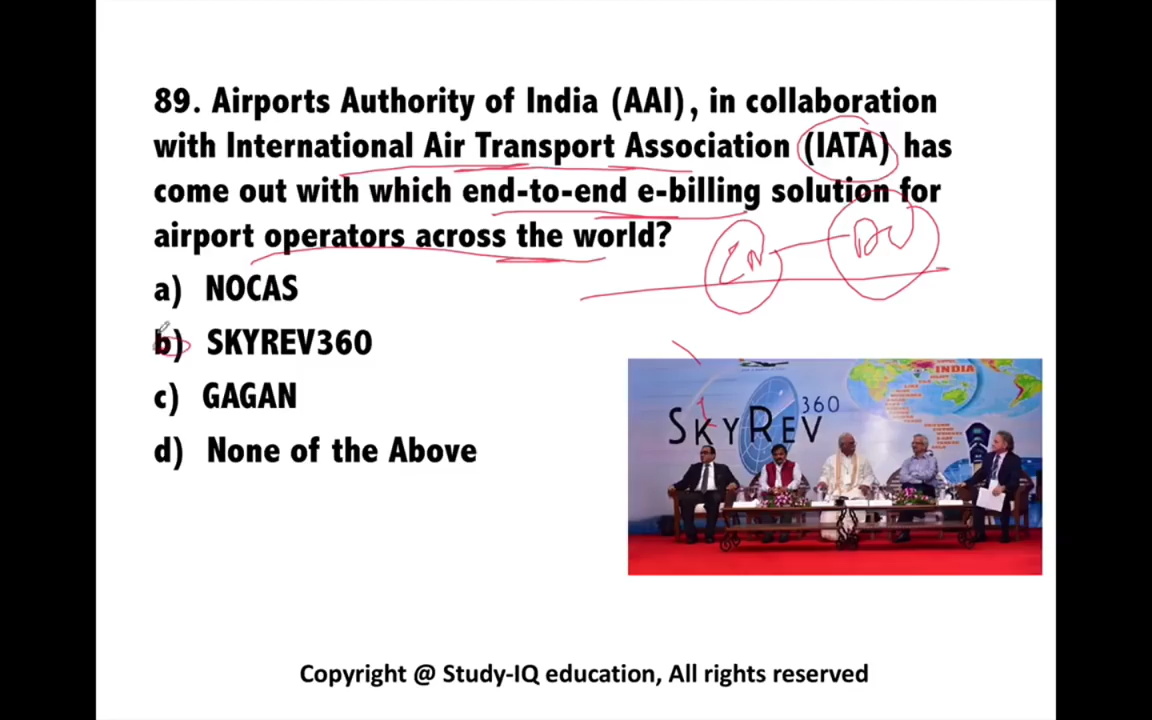 89. Airports Authority of India (AAI), in collaboration
with International Air Transport Association (IATA) has
come out with which end-to-end e-billing solution for
airport operators across the world?
a) NOCAS
b) SKYREV360
c) GAGAN
d) None of the Above
INDIA
SKYREV 360
Copyright @ Study-IQ education, All rights reserved